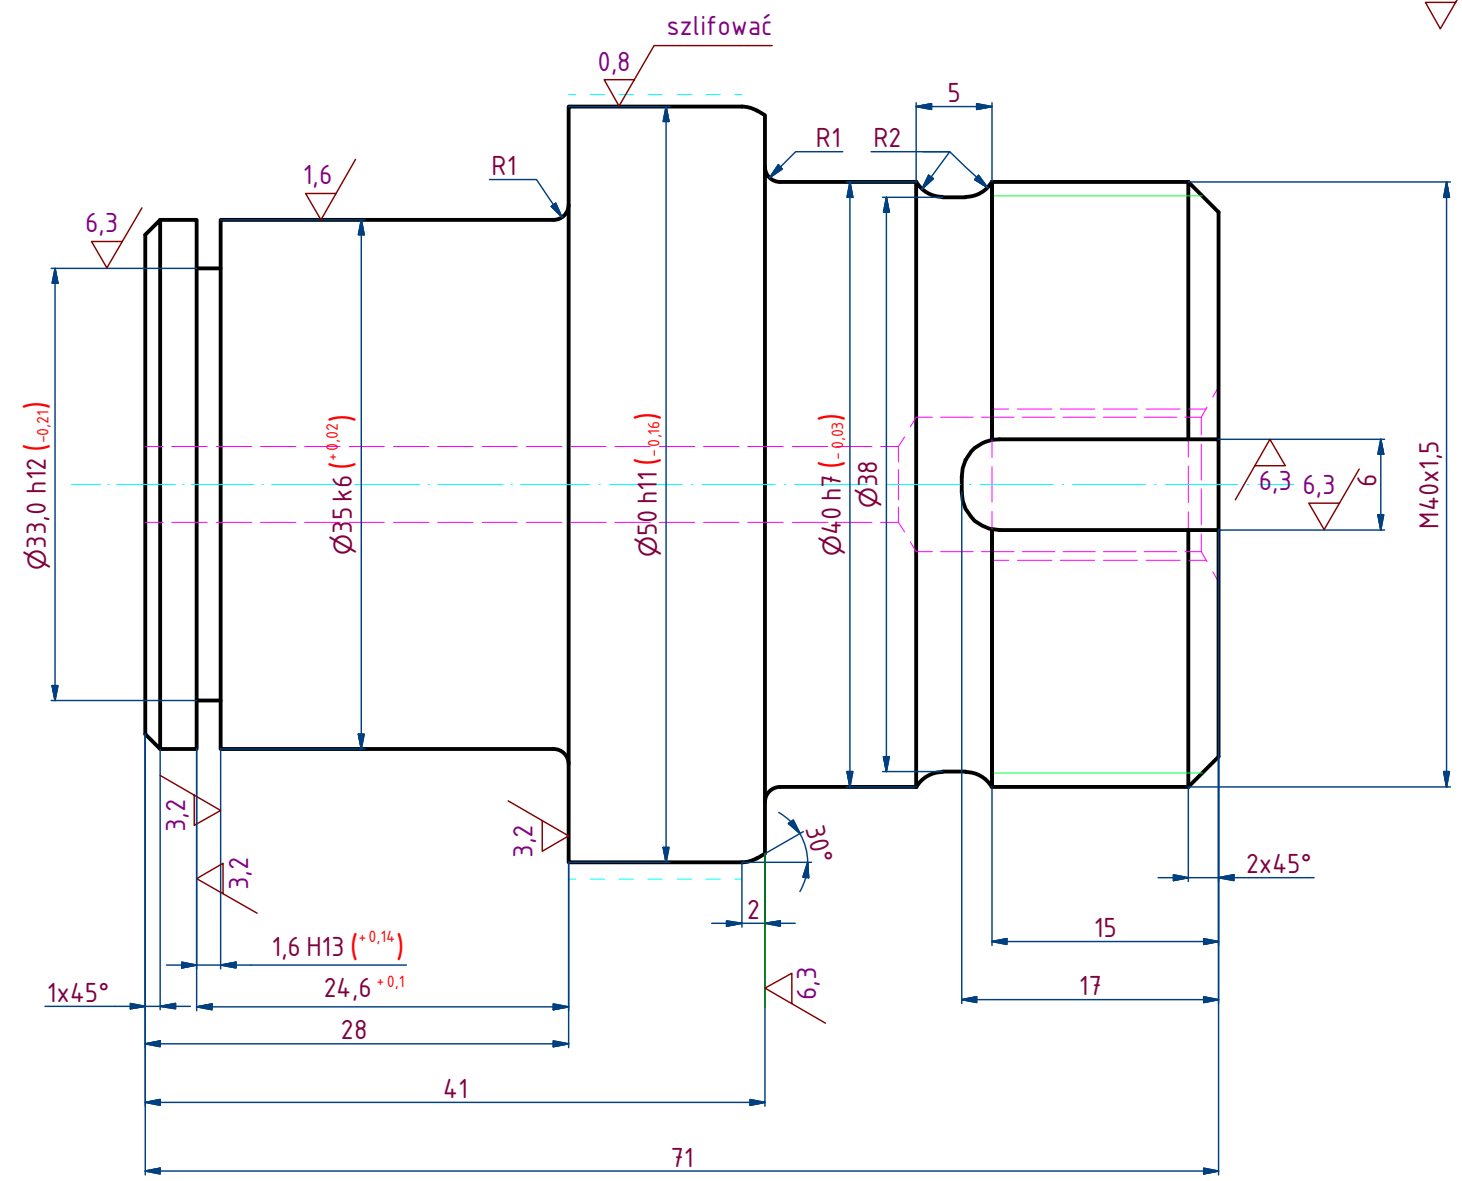 szlifować
0,8
5
R1
R2
R1
1,6
6,3
Ø33,0 h12 (-0,21)
Ø35 k6 (+0,02)
Ø50 h11 (-0,16)
Ø40 h7 (-0,03)
Ø38
6,3
6,3
6
M40x1,5
3,2
3,2
3,2
30°
2x45°
2
15
1,6 H13 (+0,14)
24,6 +0,1
1x45°
6,3
17
28
41
71